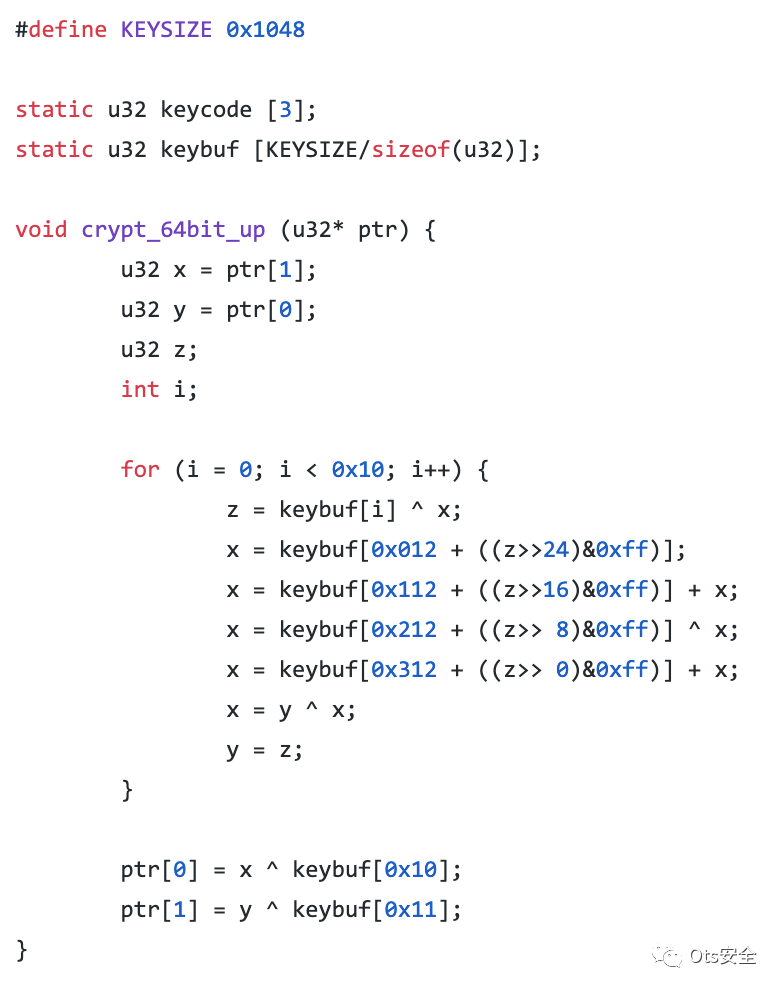 #define KEYSIZE 0x1048
static u32 keycode [3];
static u32 keybuf [KEYSIZE/sizeof(u32)];
void crypt_64bit_up (u32* ptr) {
u32 x = ptr[1];
u32 y = ptr[0];
u32 z;
int i;
for (i = 0; i < 0x10; i++) {
z = keybuf[i] ^ x;
x = keybuf[0x012 + ((z>>24)&0xff)];
x = keybuf[0x112 + ((z>>16)&0xff)] + x;
x = keybuf[0x212 + ((z>> 8)&0xff)] ^ x;
x = keybuf[0x312 + ((z>> 0)&0xff)] + x;
x = y ^ x;
y = z;
}
ptr[0] = x ^ keybuf[0x10];
ptr[1] = y ^ keybuf[0x11];
}
Ots安全